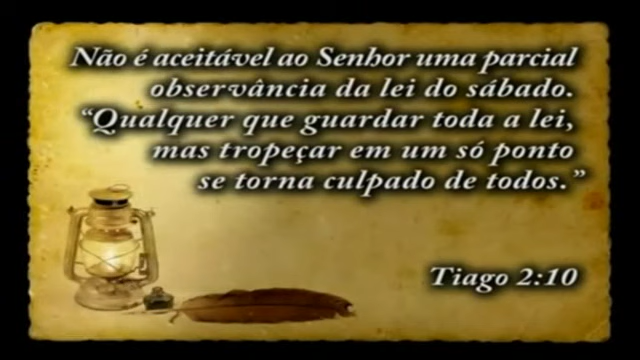 Não é aceitável ao Senhor uma parcial
observância da lei do sábado.
“Qualquer que guardar toda a lei,
mas tropeçar em um só ponto
se torna culpado de todos.”
Tiago 2:10